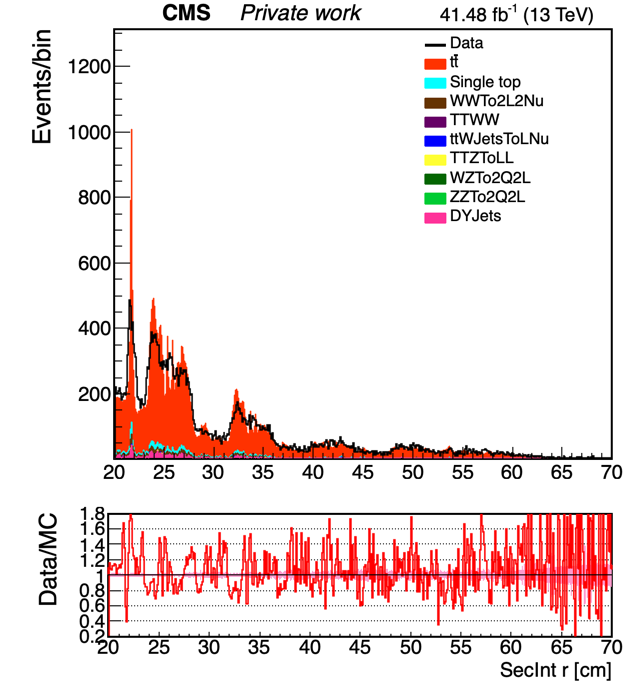 CMS Private work 41.48 fb⁻¹ (13 TeV)
Events/bin
1200
1000
800
600
400
200
Data
tt̄
Single top
WWTo2L2Nu
TTWW
ttWJetsToLNu
TTZToLL
WZTo2Q2L
ZZTo2Q2L
DYJets
20 25 30 35 40 45 50 55 60 65 70
Data/MC
1.8
1.6
1.4
1.2
1
0.8
0.6
0.4
0.2
20 25 30 35 40 45 50 55 60 65 70
SecInt r [cm]